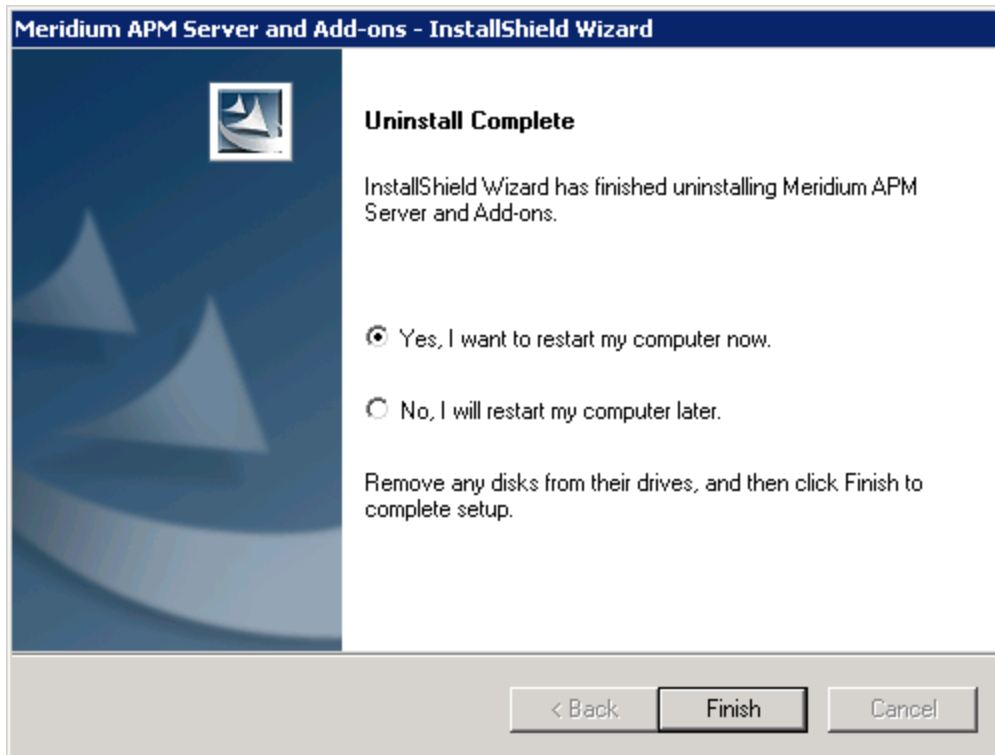 Meridium APM Server and Add-ons - InstallShield Wizard
Uninstall Complete
InstallShield Wizard has finished uninstalling Meridium APM
Server and Add-ons.
Yes, I want to restart my computer now.
No, I will restart my computer later.
Remove any disks from their drives, and then click Finish to
complete setup.
< Back
Finish
Cancel